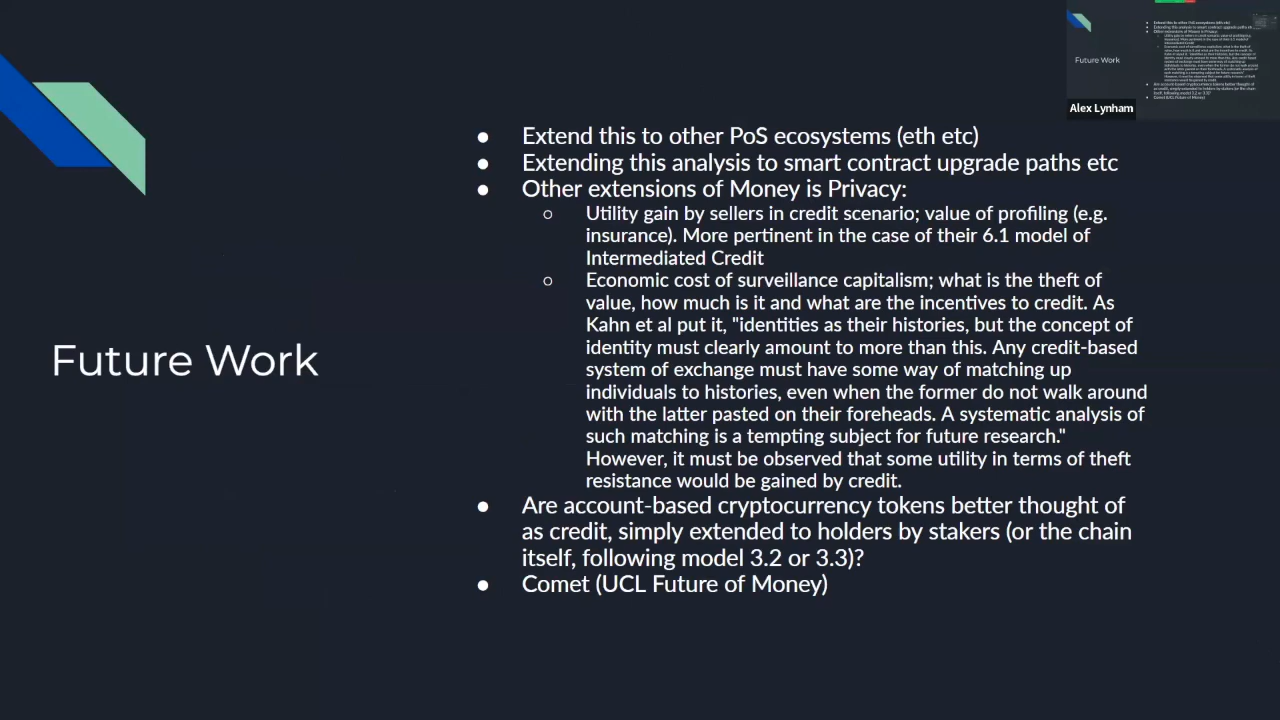 Future Work
● Extend this to other PoS ecosystems (eth etc)
● Extending this analysis to smart contract upgrade paths etc
● Other extensions of Money is Privacy:
○ Utility gain by sellers in credit scenario; value of profiling (e.g.
insurance). More pertinent in the case of their 6.1 model of
Intermediated Credit
○ Economic cost of surveillance capitalism; what is the theft of
value, how much is it and what are the incentives to credit. As
Kahn et al put it, "identities as their histories, but the concept of
identity must clearly amount to more than this. Any credit-based
system of exchange must have some way of matching up
individuals to histories, even when the former do not walk around
with the latter pasted on their foreheads. A systematic analysis of
such matching is a tempting subject for future research."
However, it must be observed that some utility in terms of theft
resistance would be gained by credit.
● Are account-based cryptocurrency tokens better thought of
as credit, simply extended to holders by stakers (or the chain
itself, following model 3.2 or 3.3)?
● Comet (UCL Future of Money)
Future Work
Alex Lynham